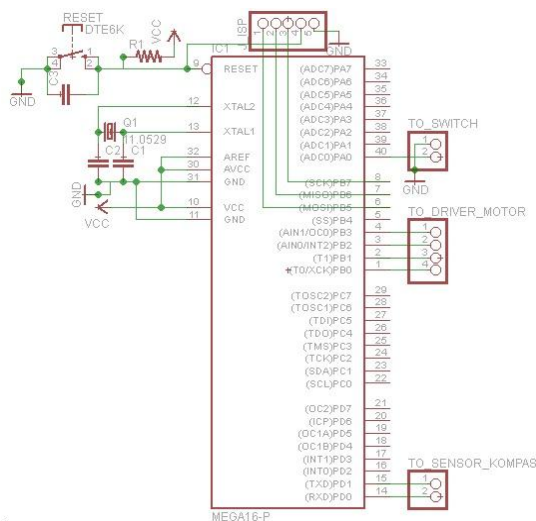 RESET
DTE6K
3 1
4 2
C3
GND
R1
VCC
ISP
1 2 3 4 5
GND
IC1
9 RESET
12 XTAL2
13 XTAL1
Q1
11.0529
C2 C1
32 AREF
30 AVCC
31 GND
GND
VCC
10 VCC
11 GND
(ADC7)PA7 33
(ADC6)PA6 34
(ADC5)PA5 35
(ADC4)PA4 36
(ADC3)PA3 37
(ADC2)PA2 38
(ADC1)PA1 39
(ADC0)PA0 40
(SCK)PB7 8
(MISO)PB6 7
(MOSI)PB5 6
(SS)PB4 5
(AIN1/OC0)PB3 4
(AIN0/INT2)PB2 3
(T1)PB1 2
(T0/XCK)PB0 1
(TOSC2)PC7 29
(TOSC1)PC6 28
(TDI)PC5 27
(TDO)PC4 26
(TMS)PC3 25
(TCK)PC2 24
(SDA)PC1 23
(SCL)PC0 22
(OC2)PD7 21
(ICP)PD6 20
(OC1A)PD5 19
(OC1B)PD4 18
(INT1)PD3 17
(INT0)PD2 16
(TXD)PD1 15
(RXD)PD0 14
MEGA16-P
TO_SWITCH
1
2
GND
TO_DRIVER_MOTOR
1
2
3
4
TO_SENSOR_KOMPAS
1
2